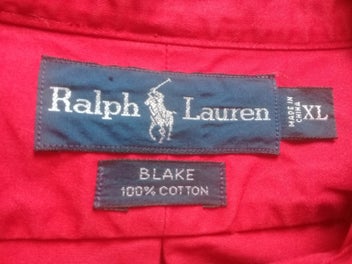 Ralph Lauren
MADE IN
CHINA
XL
BLAKE
100% COTTON